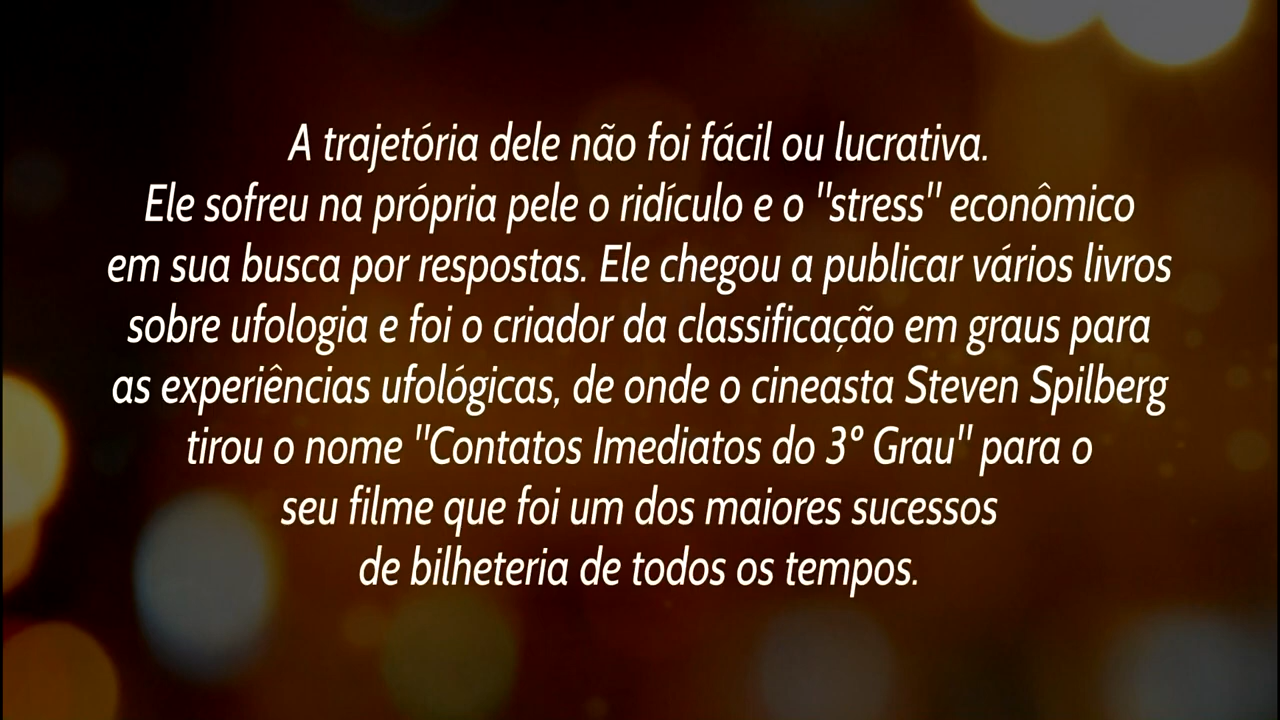 A trajetória dele não foi fácil ou lucrativa.
Ele sofreu na própria pele o ridículo e o "stress" econômico
em sua busca por respostas. Ele chegou a publicar vários livros
sobre ufologia e foi o criador da classificação em graus para
as experiências ufológicas, de onde o cineasta Steven Spilberg
tirou o nome "Contatos Imediatos do 3º Grau" para o
seu filme que foi um dos maiores sucessos
de bilheteria de todos os tempos.